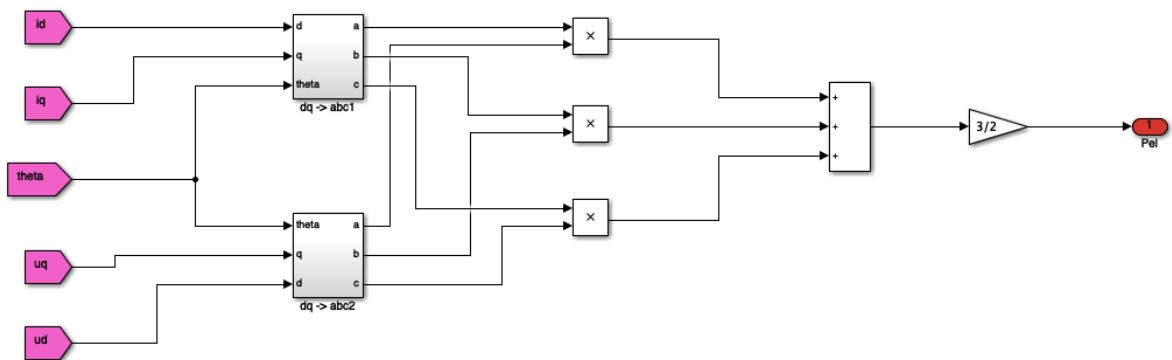 id
iq
theta
uq
ud
d
q
theta
a
b
c
dq -> abc1
theta
q
d
a
b
c
dq -> abc2
×
×
×
+
+
+
3/2
1
Pel